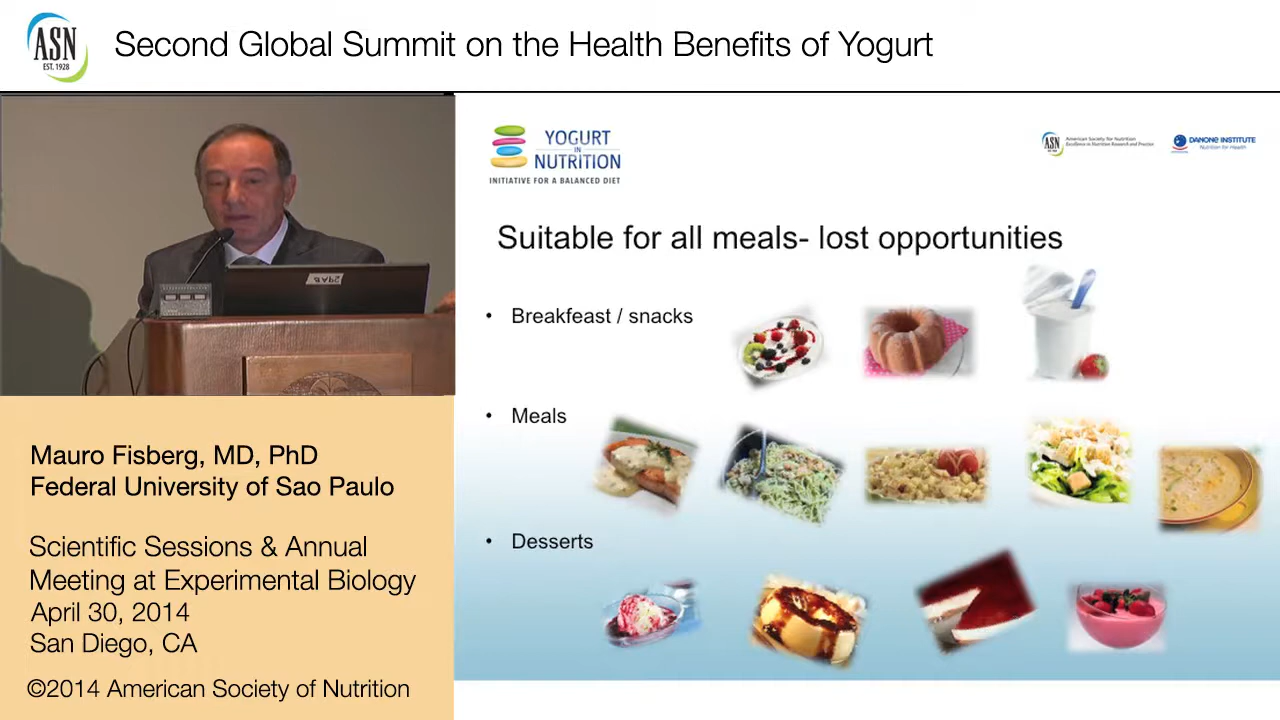 ASN
EST. 1928
Second Global Summit on the Health Benefits of Yogurt
YOGURT
IN
NUTRITION
INITIATIVE FOR A BALANCED DIET
ASN
American Society for Nutrition
Excellence in Nutrition Research and Practice
DANONE INSTITUTE
Nutrition for Health
Suitable for all meals- lost opportunities
• Breakfeast / snacks
• Meals
• Desserts
Mauro Fisberg, MD, PhD
Federal University of Sao Paulo
Scientific Sessions & Annual
Meeting at Experimental Biology
April 30, 2014
San Diego, CA
©2014 American Society of Nutrition